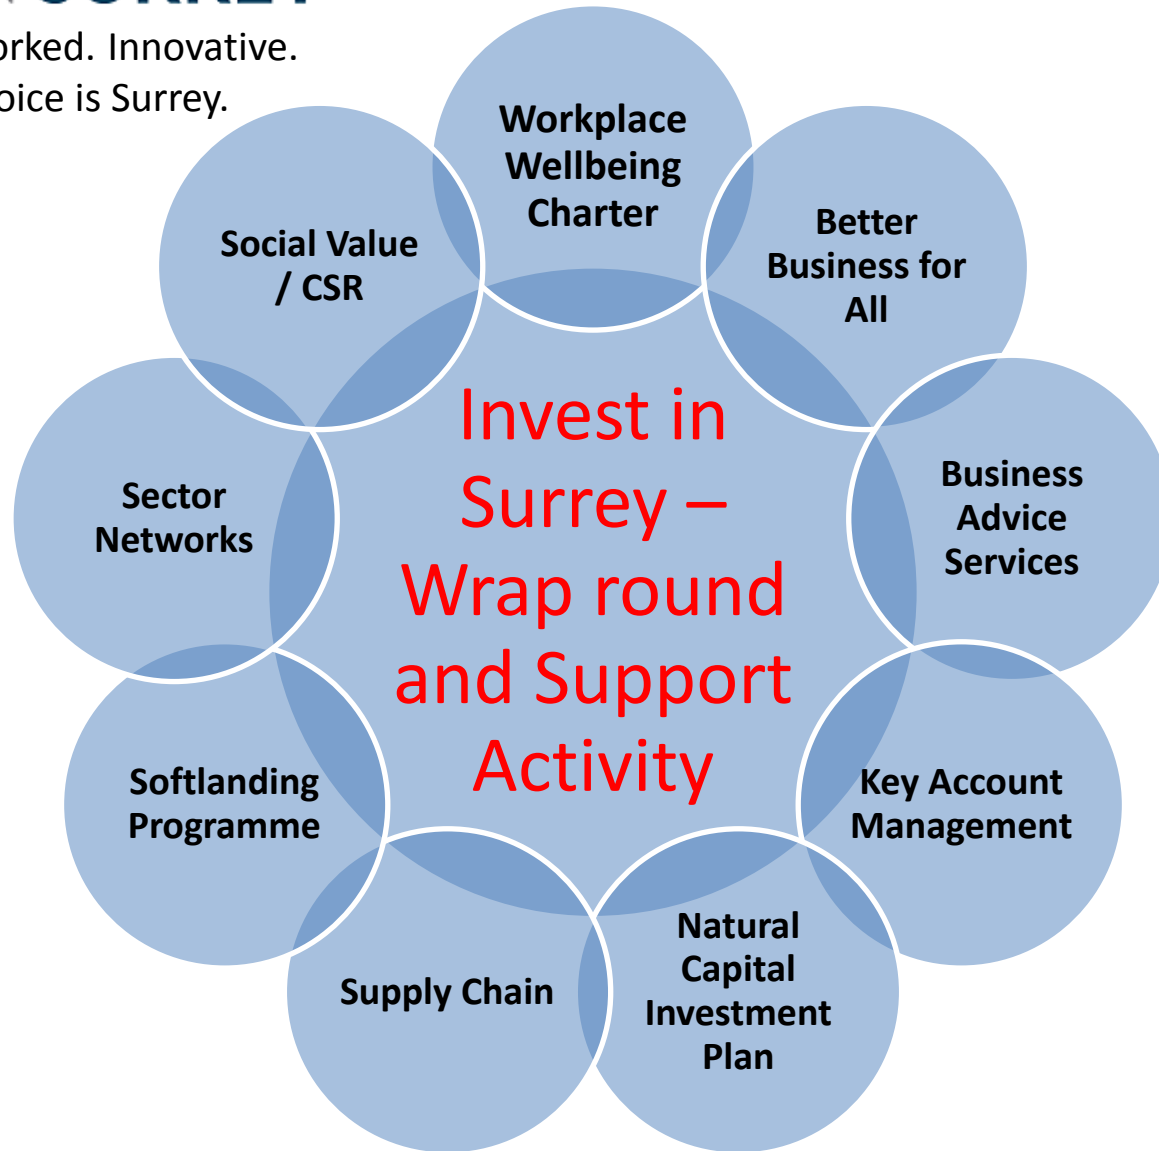 orked. Innovative.
oice is Surrey.
Workplace
Wellbeing
Charter
Better
Business for
All
Business
Advice
Services
Key Account
Management
Natural
Capital
Investment
Plan
Supply Chain
Softlanding
Programme
Sector
Networks
Social Value
/ CSR
Invest in
Surrey –
Wrap round
and Support
Activity